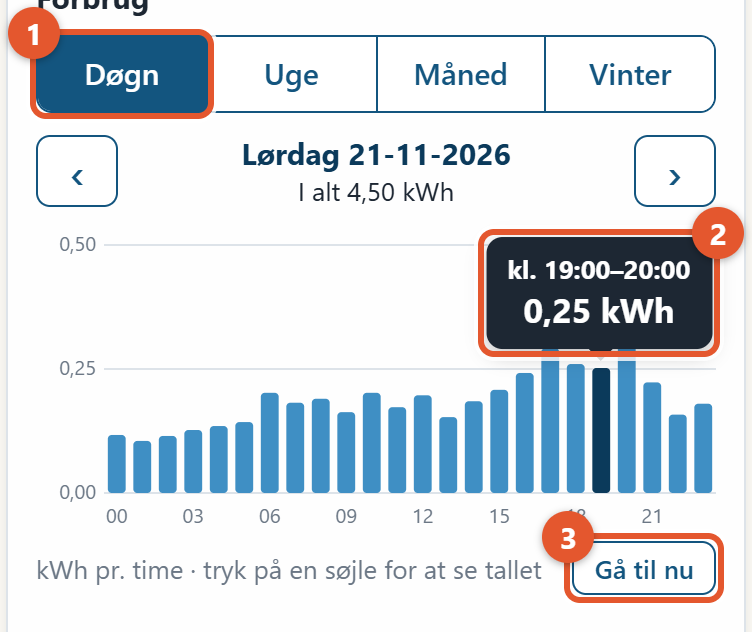 Forbrug
1
Døgn
Uge
Måned
Vinter
‹
Lørdag 21-11-2026
›
I alt 4,50 kWh
2
0,50
kl. 19:00–20:00
0,25 kWh
0,25
0,00
00 03 06 09 12 15 18 21
3
kWh pr. time · tryk på en søjle for at se tallet
Gå til nu